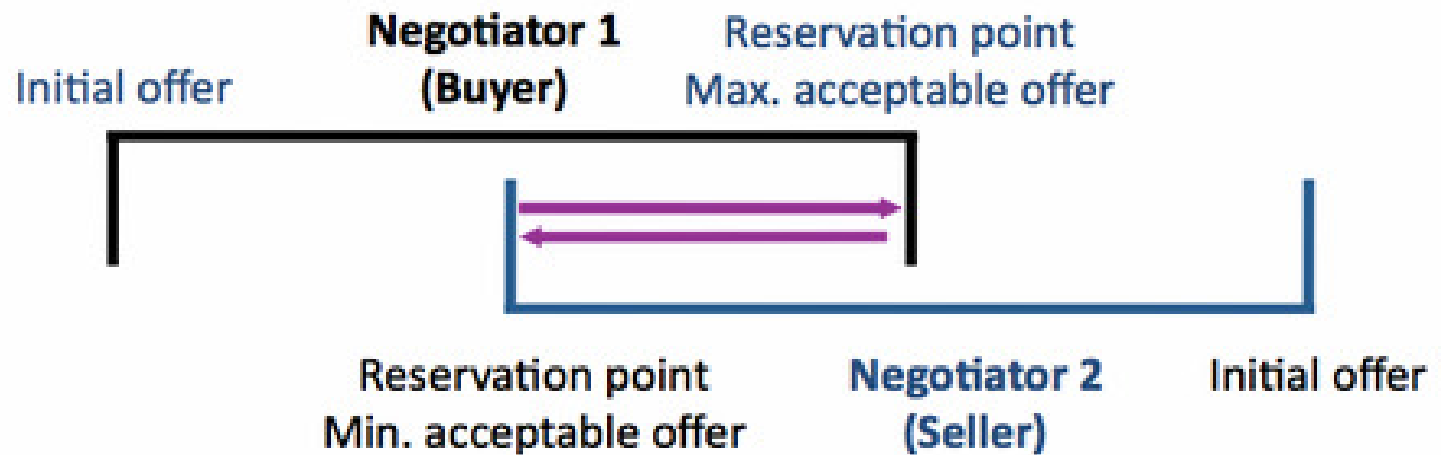 Initial offer
Negotiator 1
(Buyer)
Reservation point
Max. acceptable offer
Reservation point
Min. acceptable offer
Negotiator 2
(Seller)
Initial offer